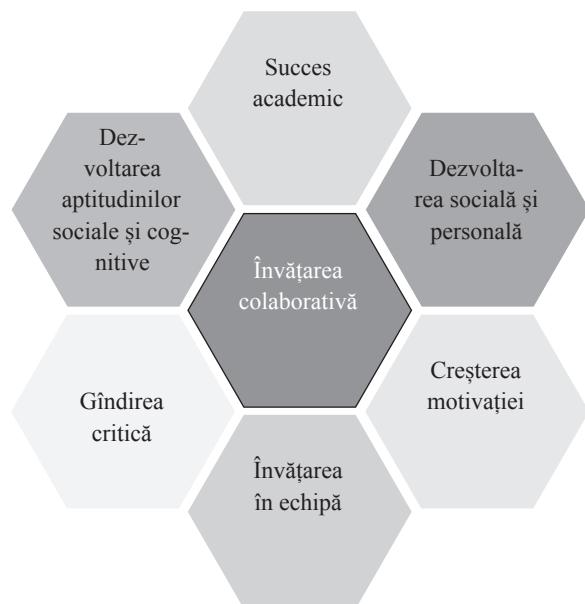 Succes
academic
Dez-
voltarea
aptitudinilor
sociale și cog-
nitive
Dezvolta-
rea socială și
personală
Învățarea
colaborativă
Gîndirea
critică
Creșterea
motivației
Învățarea
în echipă